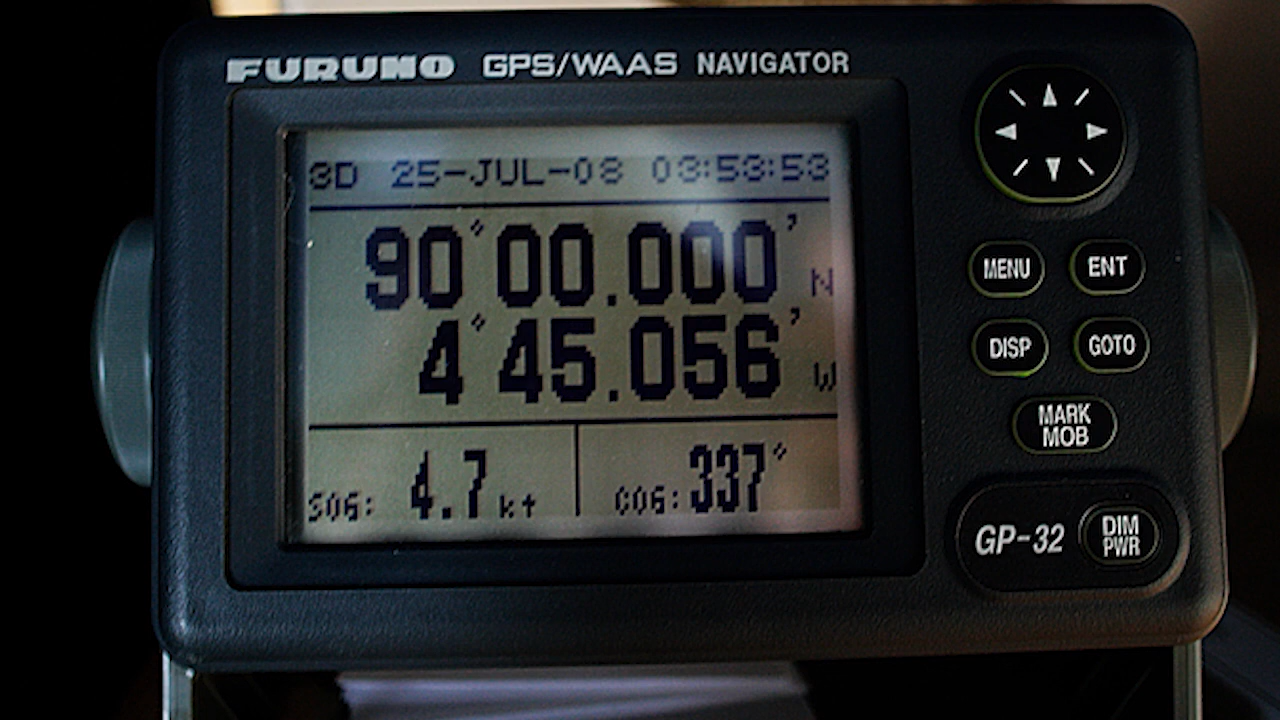 FURUNO GPS/WAAS NAVIGATOR
3D 25-JUL-08 03:53:53
90°00.000' N
4°45.056' W
SOG: 4.7 kt COG: 337°
MENU ENT
DISP GOTO
MARK
MOB
GP-32 DIM
PWR